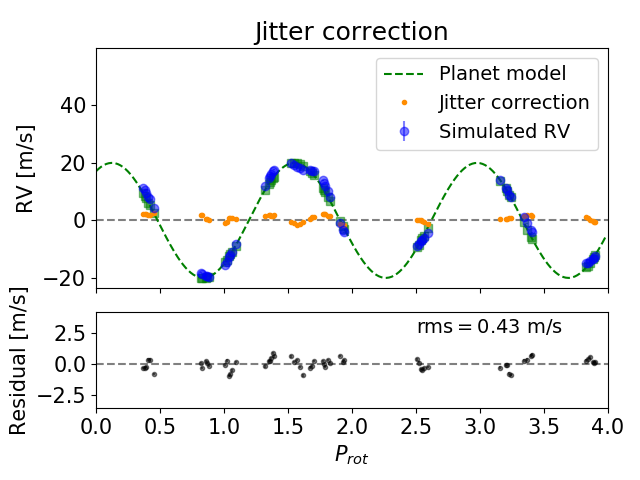 Jitter correction
Planet model
Jitter correction
Simulated RV
RV [m/s]
40
20
0
−20
Residual [m/s]
rms = 0.43 m/s
2.5
0.0
−2.5
0.0 0.5 1.0 1.5 2.0 2.5 3.0 3.5 4.0
P_rot